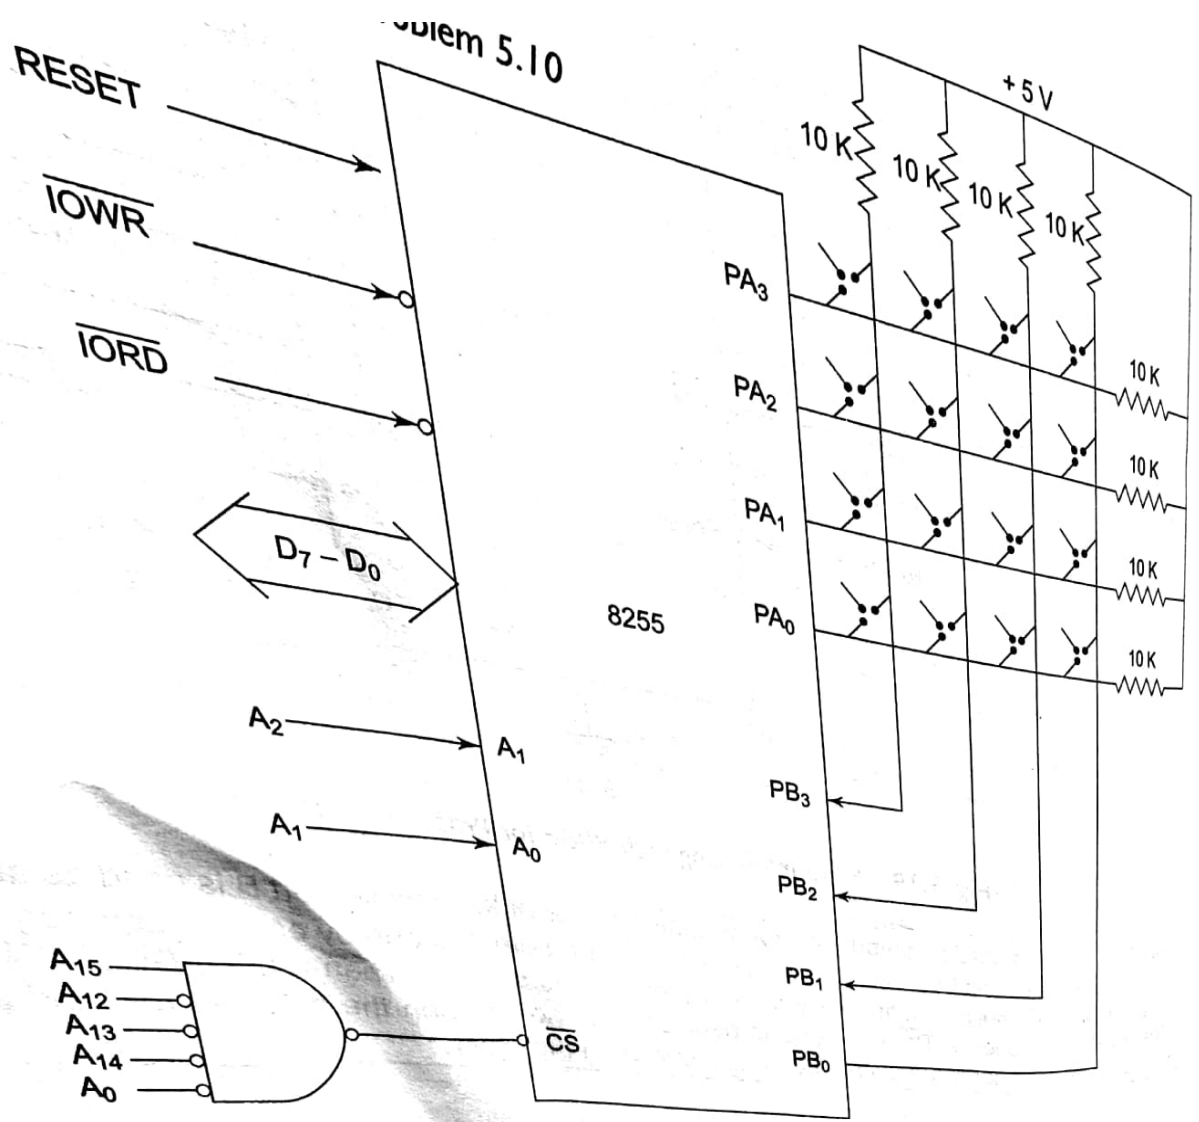 5.10
RESET
IOWR
IORD
D₇ – D₀
A₂
A₁
A₁
A₀
A₁₅
A₁₂
A₁₃
A₁₄
A₀
CS
8255
+5 V
10 K
10 K
10 K
10 K
PA₃
PA₂
PA₁
PA₀
10 K
10 K
10 K
10 K
PB₃
PB₂
PB₁
PB₀